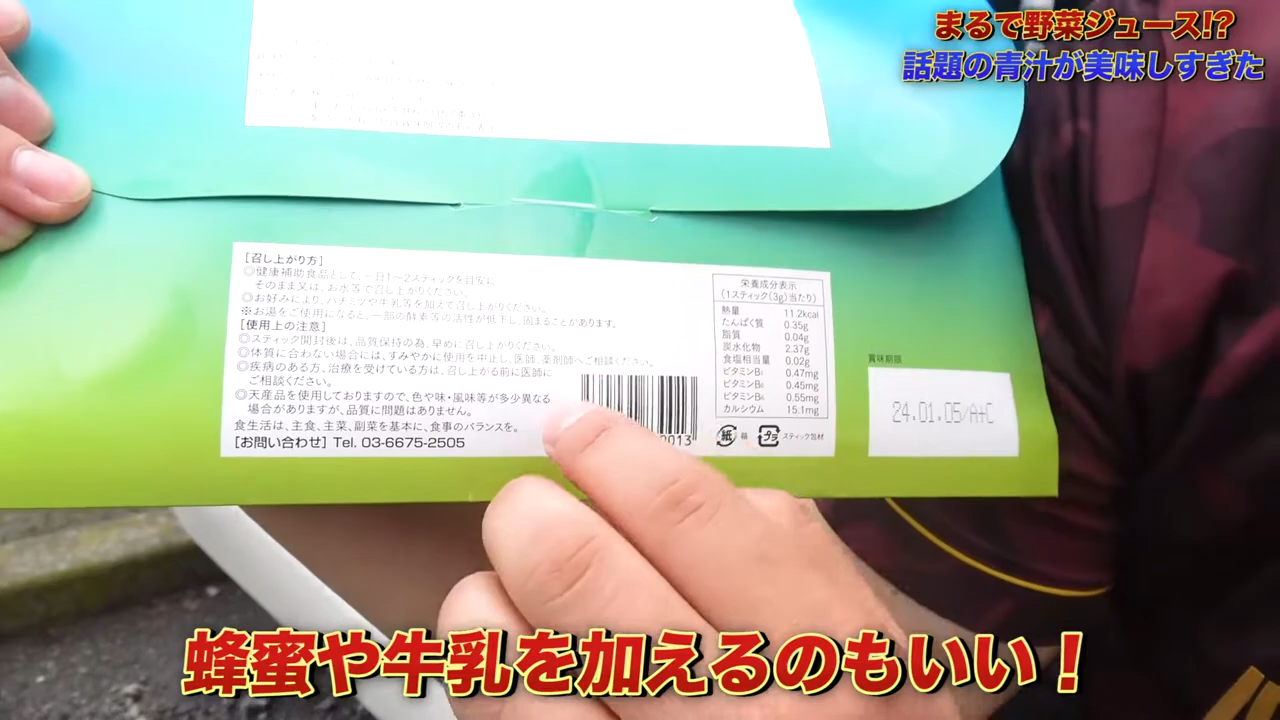 まるで野菜ジュース!?
話題の青汁が美味しすぎた
[召し上がり方]
◎健康補助食品として、一日1〜2スティックを目安に
そのまま又は、お水等で召し上がりください。
◎お好みにより、ハチミツや牛乳等を加えて召し上がりください。
※お湯をご使用になると、一部の酵素等の活性が低下し、固まることがあります。
[使用上の注意]
◎スティック開封後は、品質保持の為、早めに召し上がりください。
◎体質に合わない場合には、すみやかに使用を中止し、医師、薬剤師へご相談ください。
◎疾病のある方、治療を受けている方は、召し上がる前に医師に
ご相談ください。
◎天産品を使用しておりますので、色や味・風味等が多少異なる
場合がありますが、品質に問題はありません。
食生活は、主食、主菜、副菜を基本に、食事のバランスを。
[お問い合わせ] Tel. 03-6675-2505
0013
栄養成分表示
(1スティック(3g)当たり)
熱量 11.2kcal
たんぱく質 0.35g
脂質 0.04g
炭水化物 2.37g
食塩相当量 0.02g
ビタミンB₁ 0.47mg
ビタミンB₂ 0.45mg
ビタミンB₆ 0.55mg
カルシウム 15.1mg
紙 箱 プラ スティック包材
賞味期限
24.01.05/A+C
蜂蜜や牛乳を加えるのもいい！